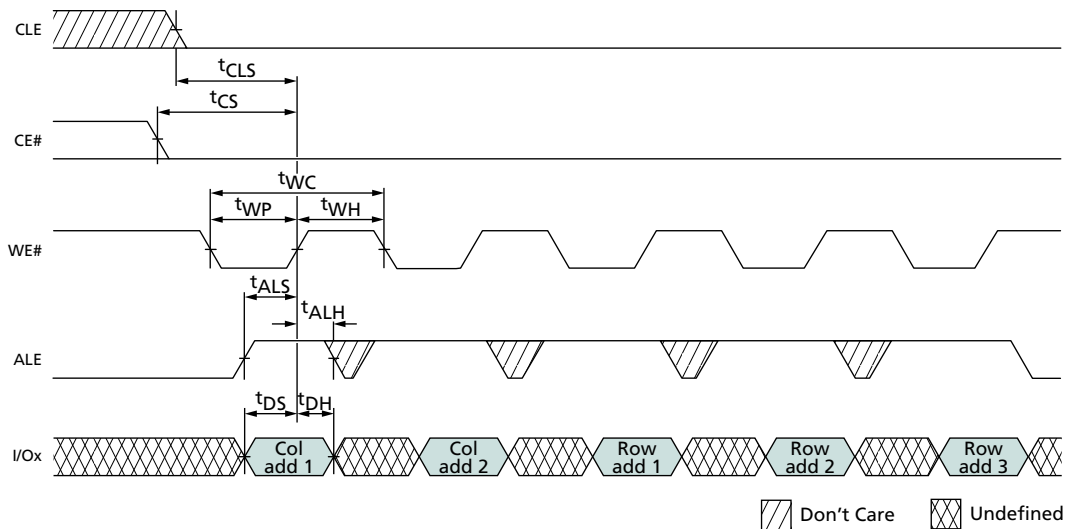 CLE
tCLS
tCS
CE#
tWC
tWP
tWH
WE#
tALS
tALH
ALE
tDS
tDH
I/Ox
Col
add 1
Col
add 2
Row
add 1
Row
add 2
Row
add 3
Don't Care
Undefined